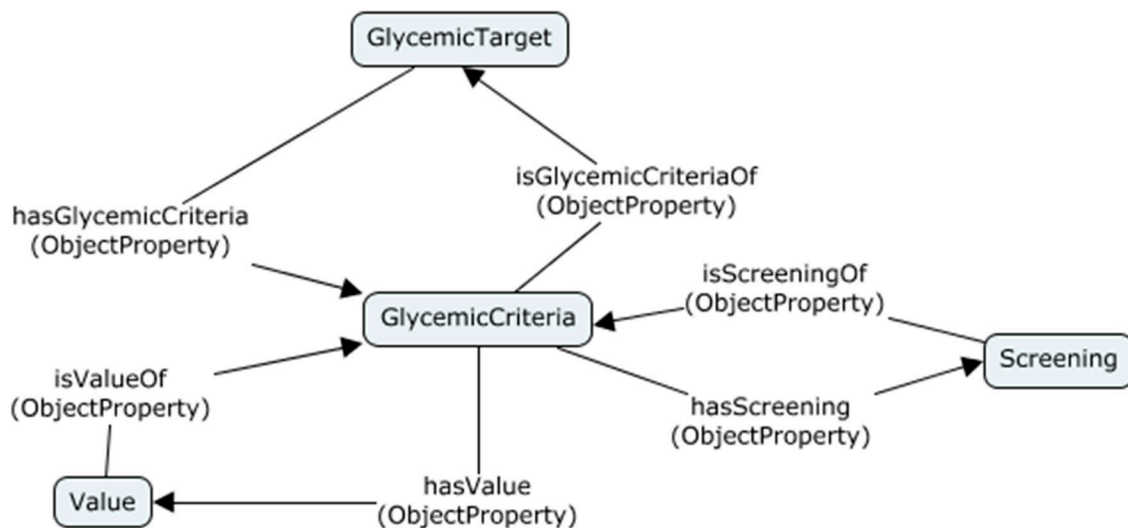 GlycemicTarget
isGlycemicCriteriaOf
(ObjectProperty)
hasGlycemicCriteria
(ObjectProperty)
isScreeningOf
(ObjectProperty)
GlycemicCriteria
Screening
isValueOf
(ObjectProperty)
hasScreening
(ObjectProperty)
Value
hasValue
(ObjectProperty)